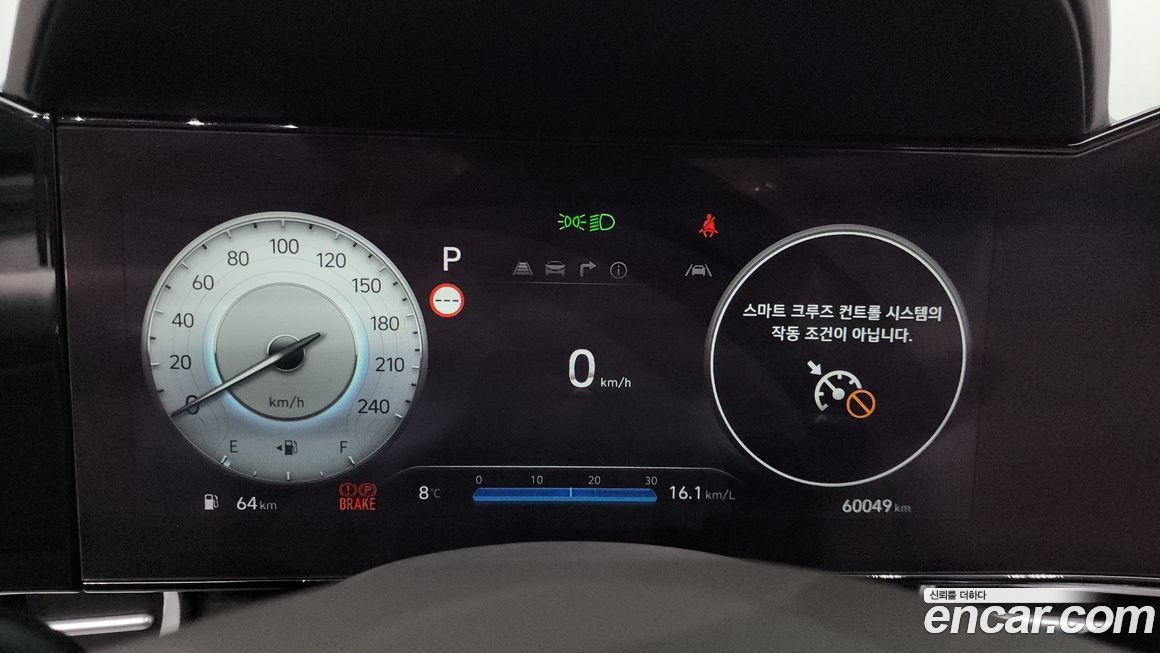 P
---
0
20
40
60
80
100
120
150
180
210
240
km/h
E
F
64 km
BRAKE
0 km/h
8°C
0 10 20 30
16.1 km/L
스마트 크루즈 컨트롤 시스템의
작동 조건이 아닙니다.
60049 km
신뢰를 더하다
encar.com